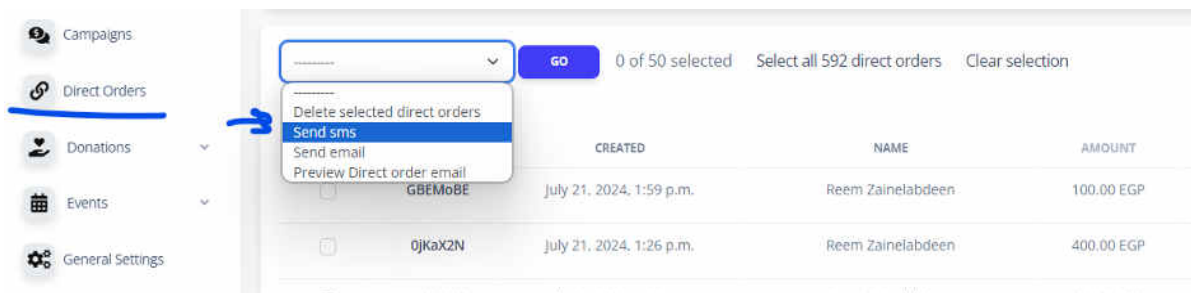 Campaigns
Direct Orders
Donations
Events
General Settings
---------
GO
0 of 50 selected
Select all 592 direct orders
Clear selection
---------
Delete selected direct orders
Send sms
Send email
Preview Direct order email
CREATED NAME AMOUNT
GBEMoBE July 21, 2024, 1:59 p.m. Reem Zainelabdeen 100.00 EGP
0jKaX2N July 21, 2024, 1:26 p.m. Reem Zainelabdeen 400.00 EGP